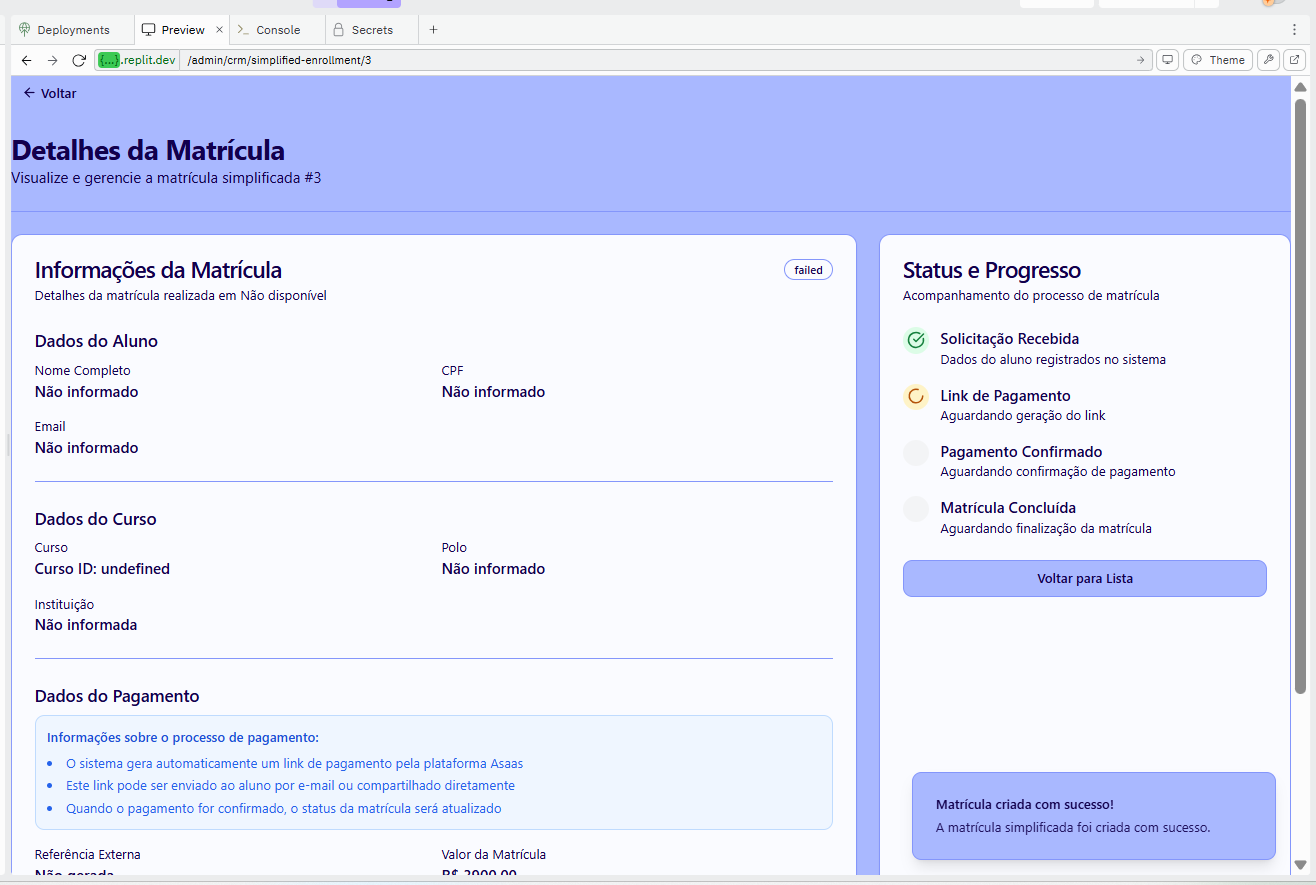 Deployments
Preview
Console
Secrets
{...}.replit.dev
/admin/crm/simplified-enrollment/3
Theme
Voltar
Detalhes da Matrícula
Visualize e gerencie a matrícula simplificada #3
Informações da Matrícula
failed
Detalhes da matrícula realizada em Não disponível
Dados do Aluno
Nome Completo
CPF
Não informado
Não informado
Email
Não informado
Dados do Curso
Curso
Polo
Curso ID: undefined
Não informado
Instituição
Não informada
Dados do Pagamento
Informações sobre o processo de pagamento:
O sistema gera automaticamente um link de pagamento pela plataforma Asaas
Este link pode ser enviado ao aluno por e-mail ou compartilhado diretamente
Quando o pagamento for confirmado, o status da matrícula será atualizado
Referência Externa
Valor da Matrícula
Não gerada
R$ 3900,00
Status e Progresso
Acompanhamento do processo de matrícula
Solicitação Recebida
Dados do aluno registrados no sistema
Link de Pagamento
Aguardando geração do link
Pagamento Confirmado
Aguardando confirmação de pagamento
Matrícula Concluída
Aguardando finalização da matrícula
Voltar para Lista
Matrícula criada com sucesso!
A matrícula simplificada foi criada com sucesso.